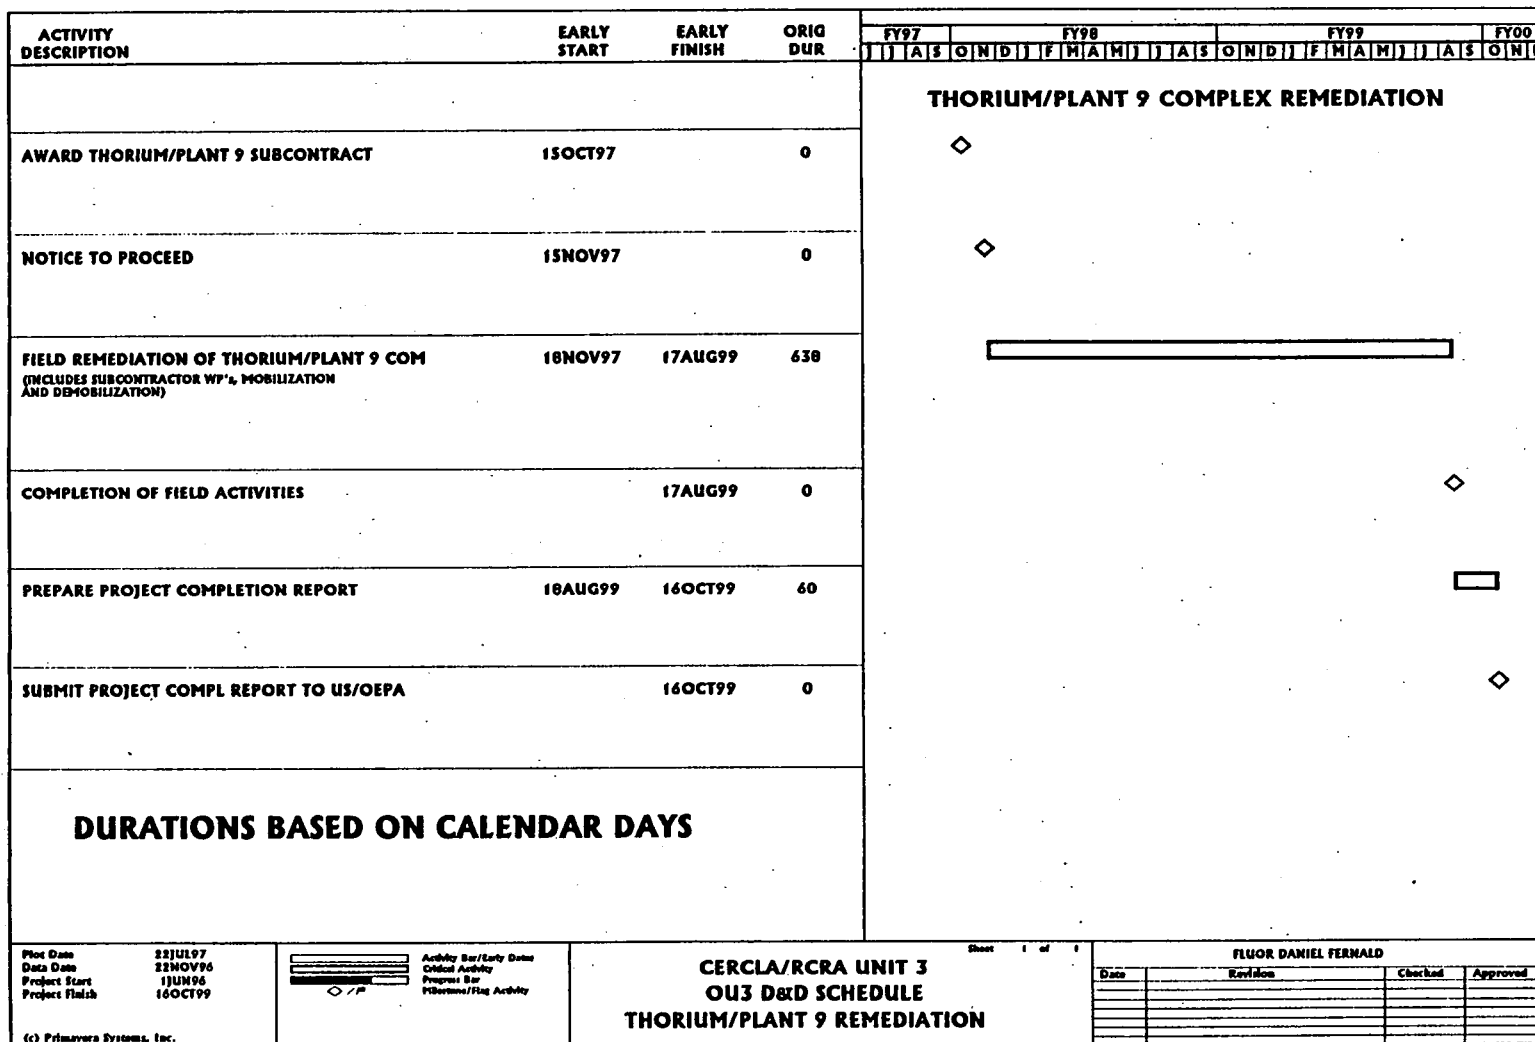 ACTIVITY DESCRIPTION EARLY START EARLY FINISH ORIG DUR
FY97 FY98 FY99 FY00
J J A S O N D J F M A M J J A S O N D J F M A M J J A S O N
THORIUM/PLANT 9 COMPLEX REMEDIATION
AWARD THORIUM/PLANT 9 SUBCONTRACT 15OCT97 0
NOTICE TO PROCEED 15NOV97 0
FIELD REMEDIATION OF THORIUM/PLANT 9 COM 18NOV97 17AUG99 638
(INCLUDES SUBCONTRACTOR WP's, MOBILIZATION
AND DEMOBILIZATION)
COMPLETION OF FIELD ACTIVITIES 17AUG99 0
PREPARE PROJECT COMPLETION REPORT 18AUG99 16OCT99 60
SUBMIT PROJECT COMPL REPORT TO US/OEPA 16OCT99 0
DURATIONS BASED ON CALENDAR DAYS
Plot Date 22JUL97
Data Date 22NOV96
Project Start 1JUN96
Project Finish 16OCT99
(c) Primavera Systems, Inc.
Activity Bar/Early Dates
Critical Activity
Progress Bar
Milestone/Flag Activity
CERCLA/RCRA UNIT 3
OU3 D&D SCHEDULE
THORIUM/PLANT 9 REMEDIATION
Sheet 1 of 1
FLUOR DANIEL FERNALD
Date Revision Checked Approved